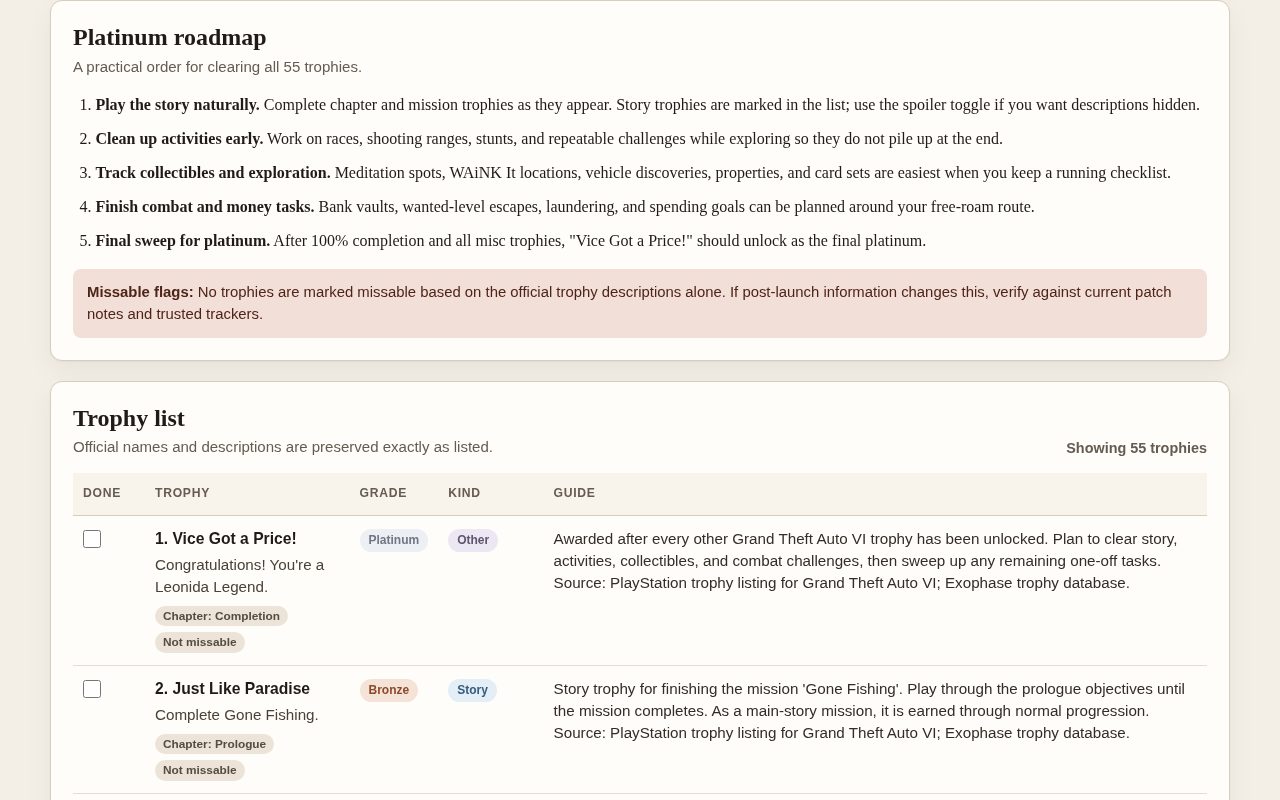 Platinum roadmap
A practical order for clearing all 55 trophies.
1. Play the story naturally. Complete chapter and mission trophies as they appear. Story trophies are marked in the list; use the spoiler toggle if you want descriptions hidden.
2. Clean up activities early. Work on races, shooting ranges, stunts, and repeatable challenges while exploring so they do not pile up at the end.
3. Track collectibles and exploration. Meditation spots, WAiNK It locations, vehicle discoveries, properties, and card sets are easiest when you keep a running checklist.
4. Finish combat and money tasks. Bank vaults, wanted-level escapes, laundering, and spending goals can be planned around your free-roam route.
5. Final sweep for platinum. After 100% completion and all misc trophies, "Vice Got a Price!" should unlock as the final platinum.
Missable flags: No trophies are marked missable based on the official trophy descriptions alone. If post-launch information changes this, verify against current patch
notes and trusted trackers.
Trophy list
Official names and descriptions are preserved exactly as listed.
Showing 55 trophies
DONE TROPHY GRADE KIND GUIDE
1. Vice Got a Price!
Congratulations! You're a
Leonida Legend.
Chapter: Completion
Not missable
Platinum
Other
Awarded after every other Grand Theft Auto VI trophy has been unlocked. Plan to clear story,
activities, collectibles, and combat challenges, then sweep up any remaining one-off tasks.
Source: PlayStation trophy listing for Grand Theft Auto VI; Exophase trophy database.
2. Just Like Paradise
Complete Gone Fishing.
Chapter: Prologue
Not missable
Bronze
Story
Story trophy for finishing the mission 'Gone Fishing'. Play through the prologue objectives until
the mission completes. As a main-story mission, it is earned through normal progression.
Source: PlayStation trophy listing for Grand Theft Auto VI; Exophase trophy database.